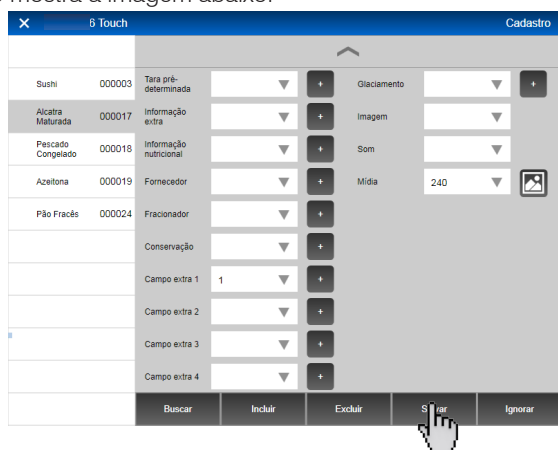 mostra a imagem abaixo:
6 Touch
Cadastro
Sushi 000003
Alcatra
Maturada 000017
Pescado
Congelado 000018
Azeitona 000019
Pão Fracês 000024
Tara pré-
determinada +
Informação
extra +
Informação
nutricional +
Fornecedor +
Fracionador +
Conservação +
Campo extra 1 1 +
Campo extra 2 +
Campo extra 3 +
Campo extra 4 +
Glaciamento +
Imagem
Som
Mídia 240
Buscar Incluir Excluir Ignorar